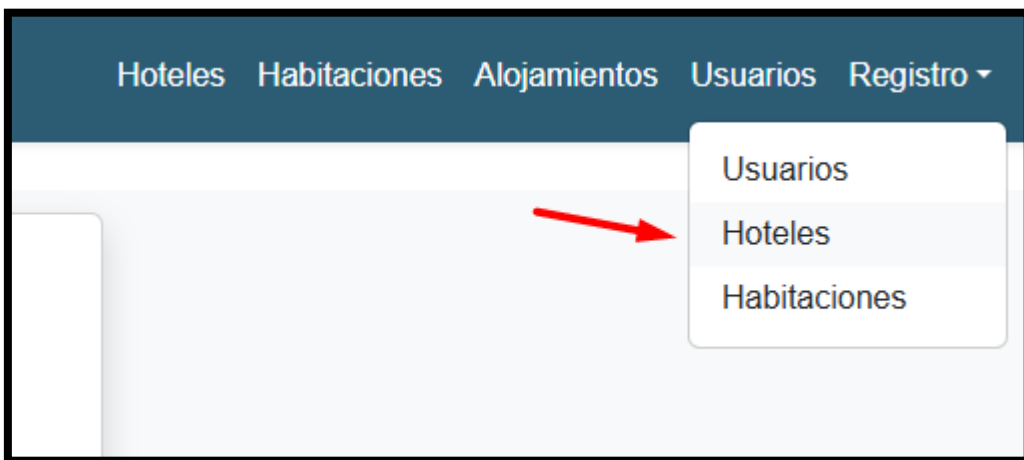 Hoteles Habitaciones Alojamientos Usuarios Registro
Usuarios
Hoteles
Habitaciones